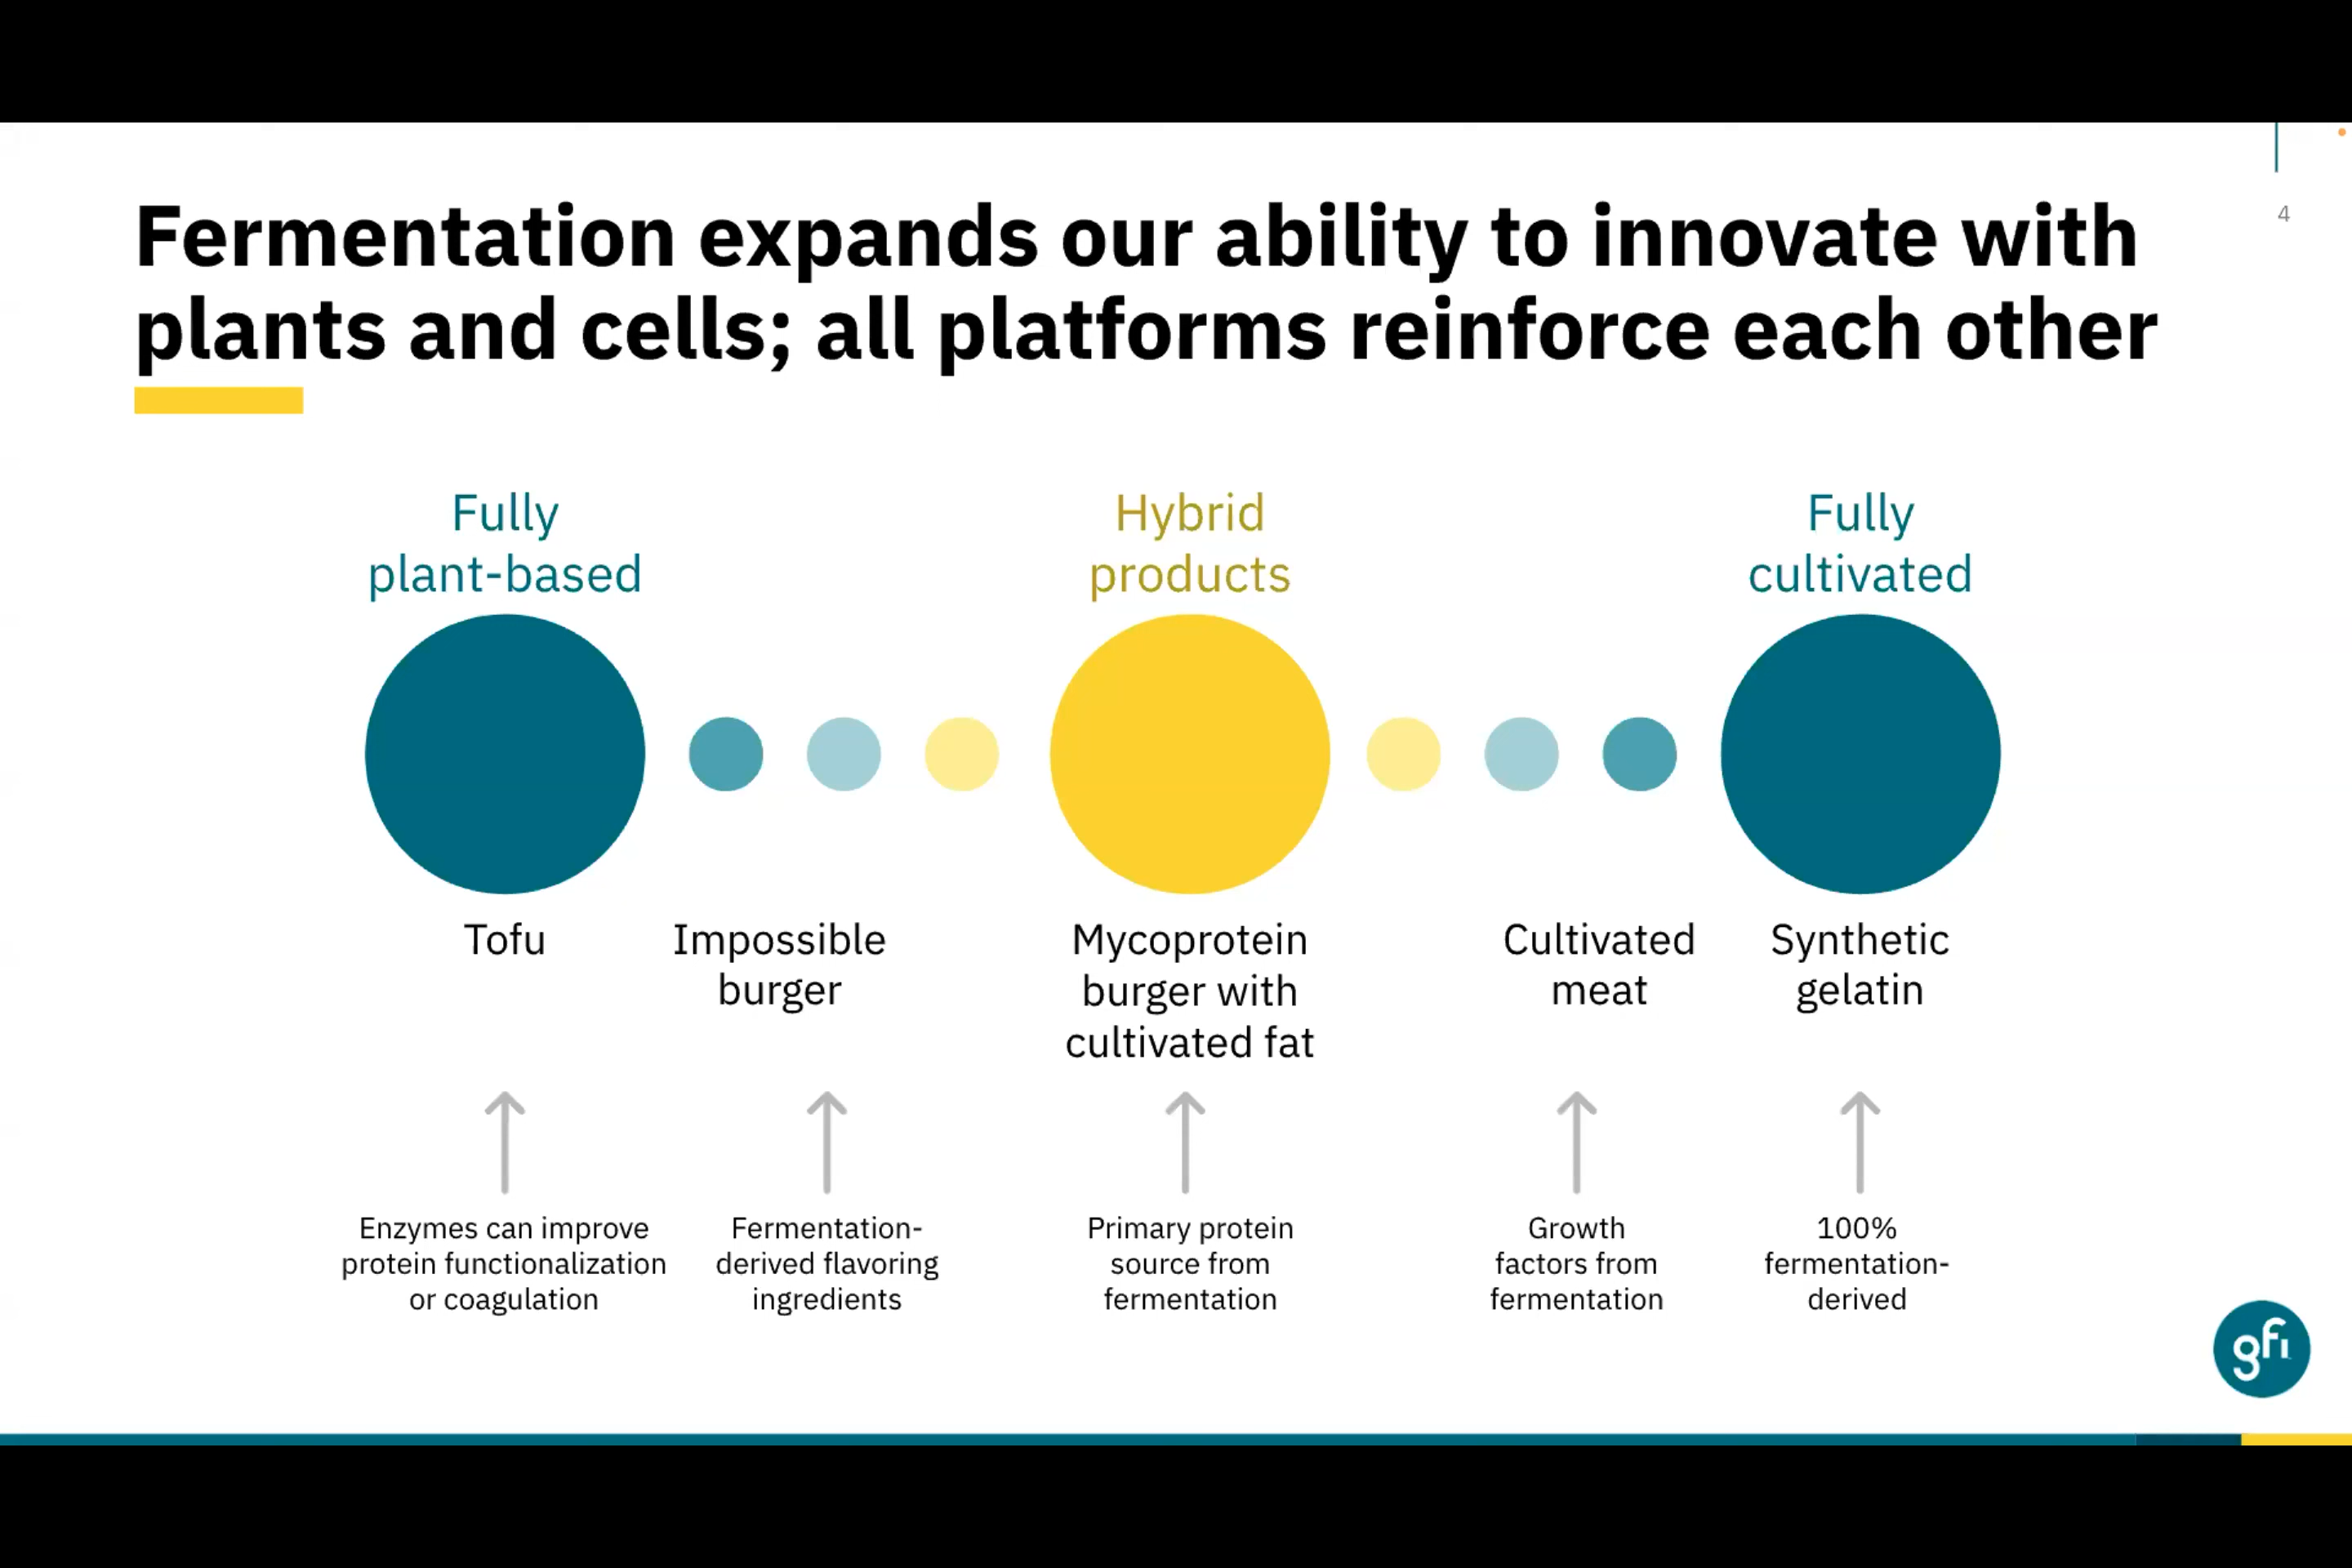 4
Fermentation expands our ability to innovate with
plants and cells; all platforms reinforce each other
Fully
plant-based
Hybrid
products
Fully
cultivated
Tofu
Impossible
burger
Mycoprotein
burger with
cultivated fat
Cultivated
meat
Synthetic
gelatin
Enzymes can improve
protein functionalization
or coagulation
Fermentation-
derived flavoring
ingredients
Primary protein
source from
fermentation
Growth
factors from
fermentation
100%
fermentation-
derived
gfi